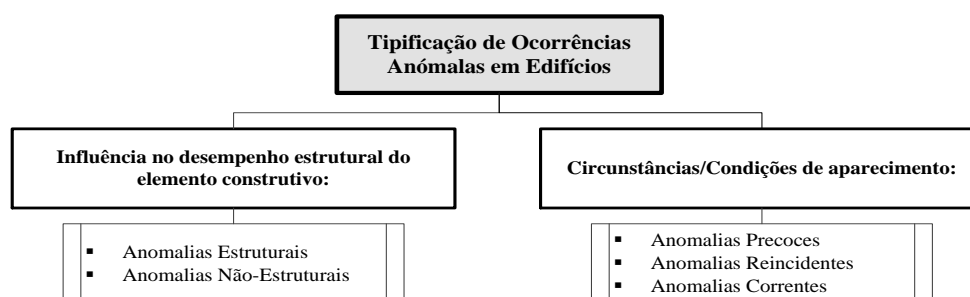 Tipificação de Ocorrências
Anómalas em Edifícios
Influência no desempenho estrutural do
elemento construtivo:
▪ Anomalias Estruturais
▪ Anomalias Não-Estruturais
Circunstâncias/Condições de aparecimento:
▪ Anomalias Precoces
▪ Anomalias Reincidentes
▪ Anomalias Correntes